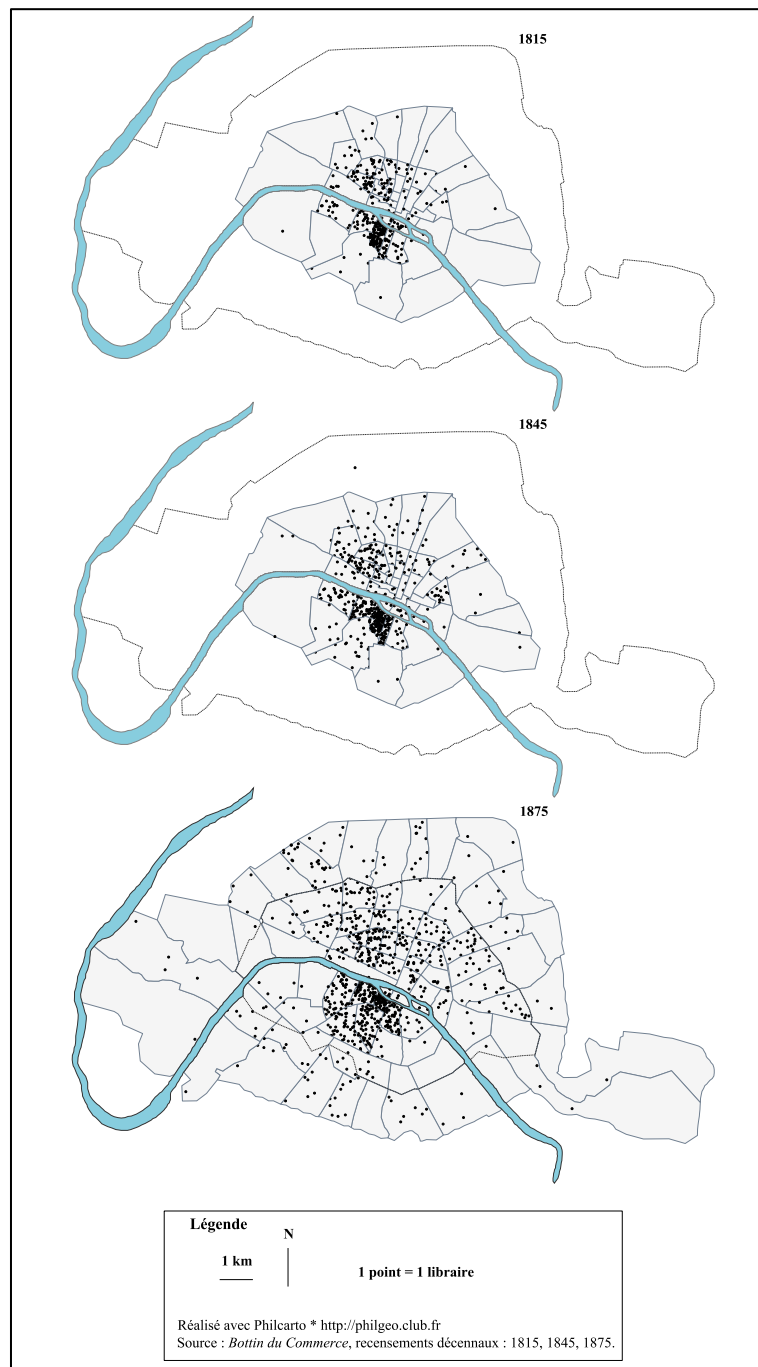 1815
1845
1875
Légende
N
1 km
1 point = 1 libraire
Réalisé avec Philcarto * http://philgeo.club.fr
Source : Bottin du Commerce, recensements décennaux : 1815, 1845, 1875.